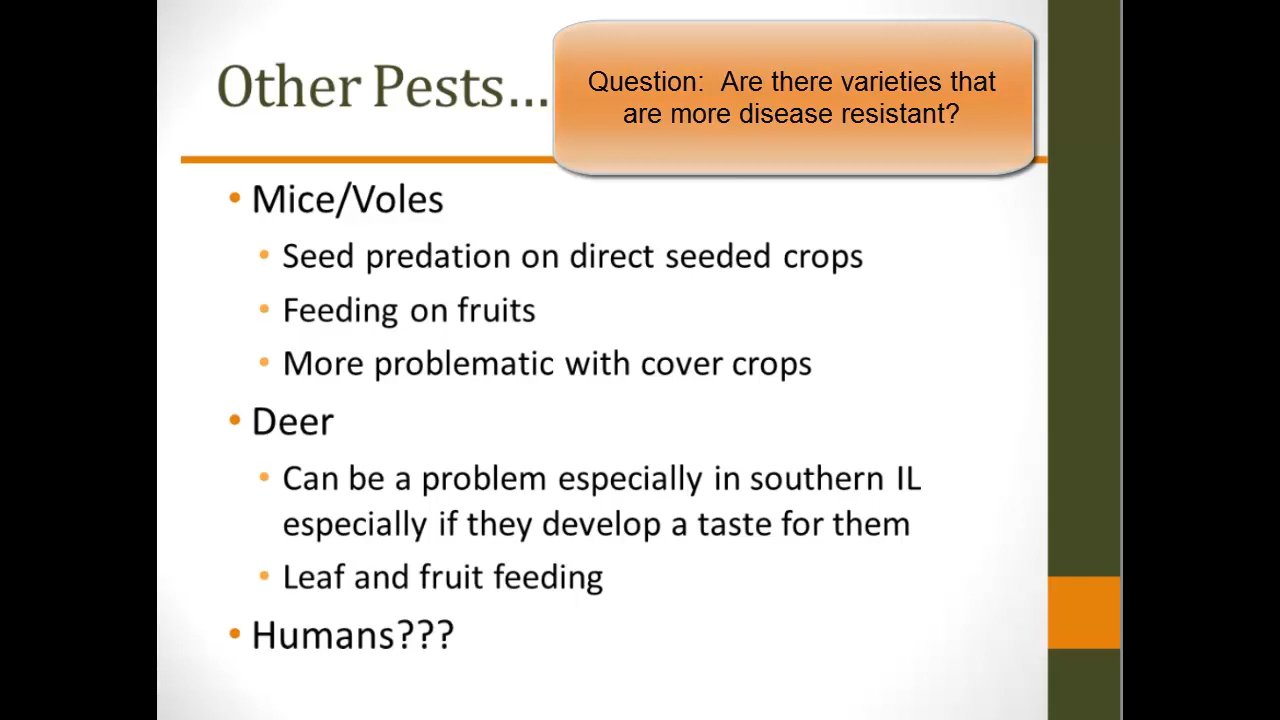 Other Pests...
Question: Are there varieties that
are more disease resistant?
• Mice/Voles
• Seed predation on direct seeded crops
• Feeding on fruits
• More problematic with cover crops
• Deer
• Can be a problem especially in southern IL
especially if they develop a taste for them
• Leaf and fruit feeding
• Humans???